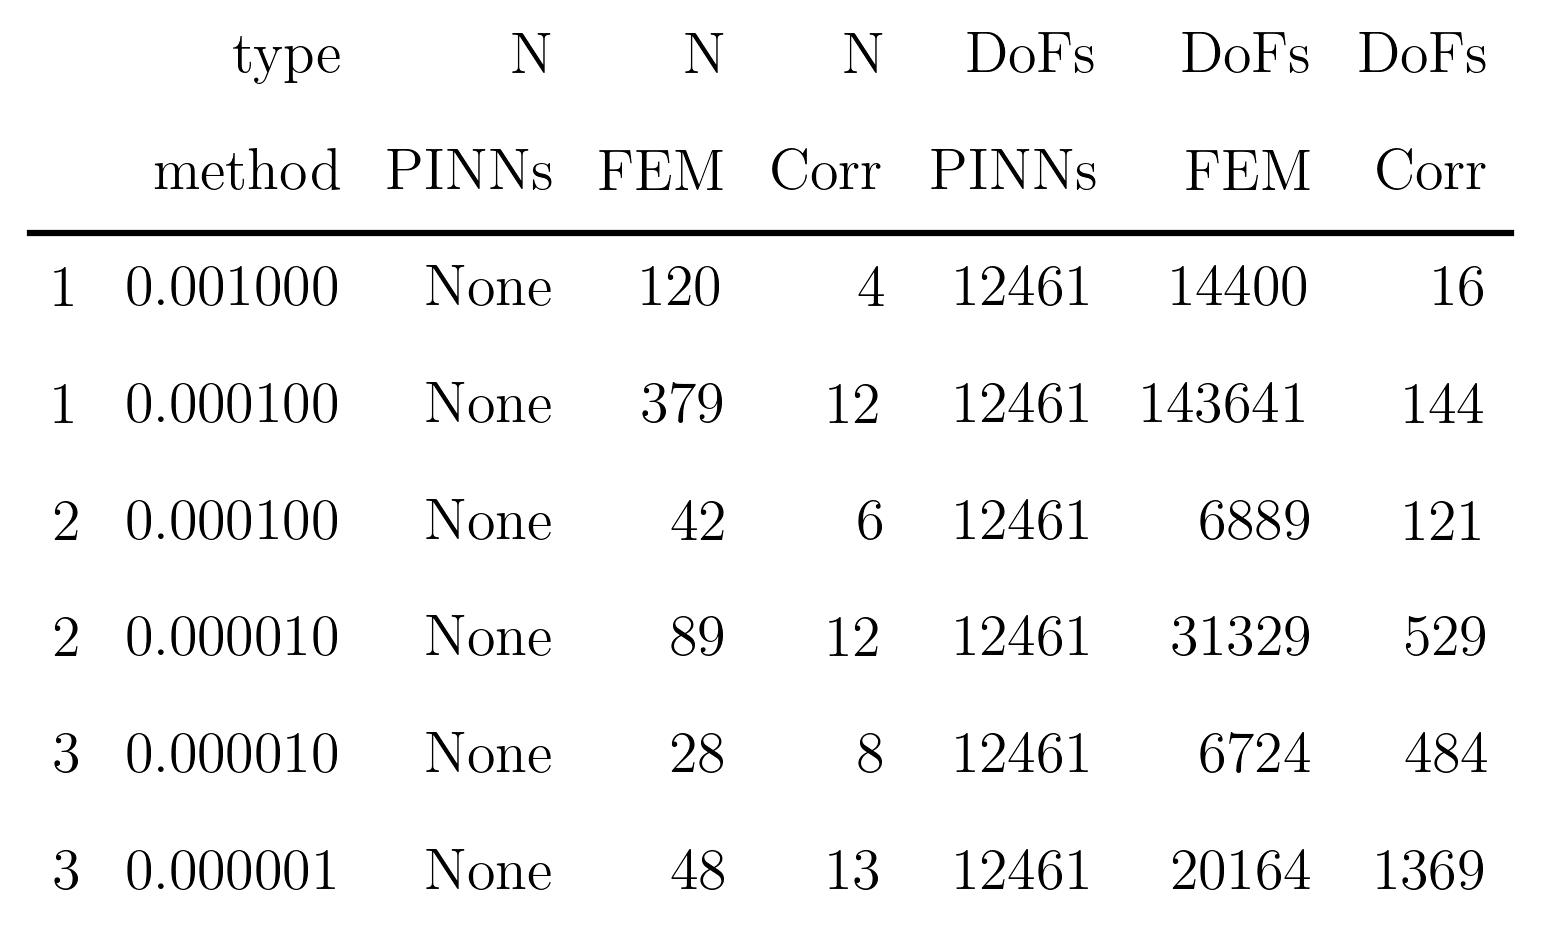 type N N N DoFs DoFs DoFs
method PINNs FEM Corr PINNs FEM Corr
1 0.001000 None 120 4 12461 14400 16
1 0.000100 None 379 12 12461 143641 144
2 0.000100 None 42 6 12461 6889 121
2 0.000010 None 89 12 12461 31329 529
3 0.000010 None 28 8 12461 6724 484
3 0.000001 None 48 13 12461 20164 1369